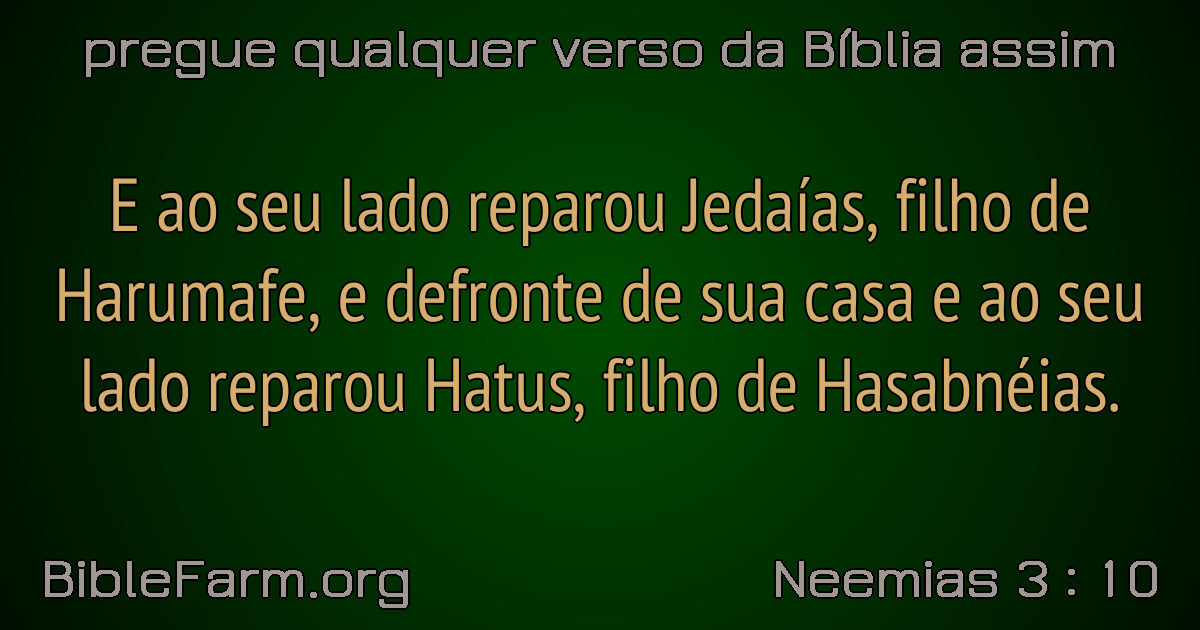 pregue qualquer verso da Bíblia assim
E ao seu lado reparou Jedaías, filho de
Harumafe, e defronte de sua casa e ao seu
lado reparou Hatus, filho de Hasabnéias.
BibleFarm.org
Neemias 3 : 10